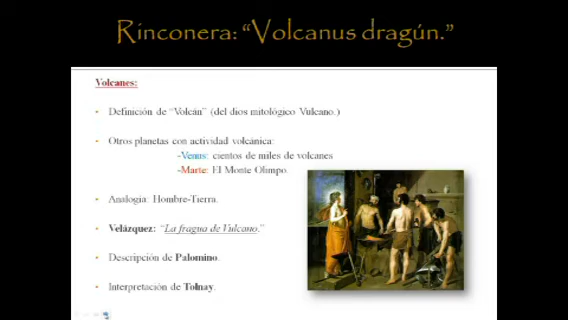 Rinconera: “Volcanus dragún.”
Volcanes:
• Definición de “Volcán” (del dios mitológico Vulcano.)
• Otros planetas con actividad volcánica:
-Venus: cientos de miles de volcanes
-Marte: El Monte Olimpo.
• Analogía: Hombre-Tierra.
• Velázquez: “La fragua de Vulcano.”
• Descripción de Palomino.
• Interpretación de Tolnay.